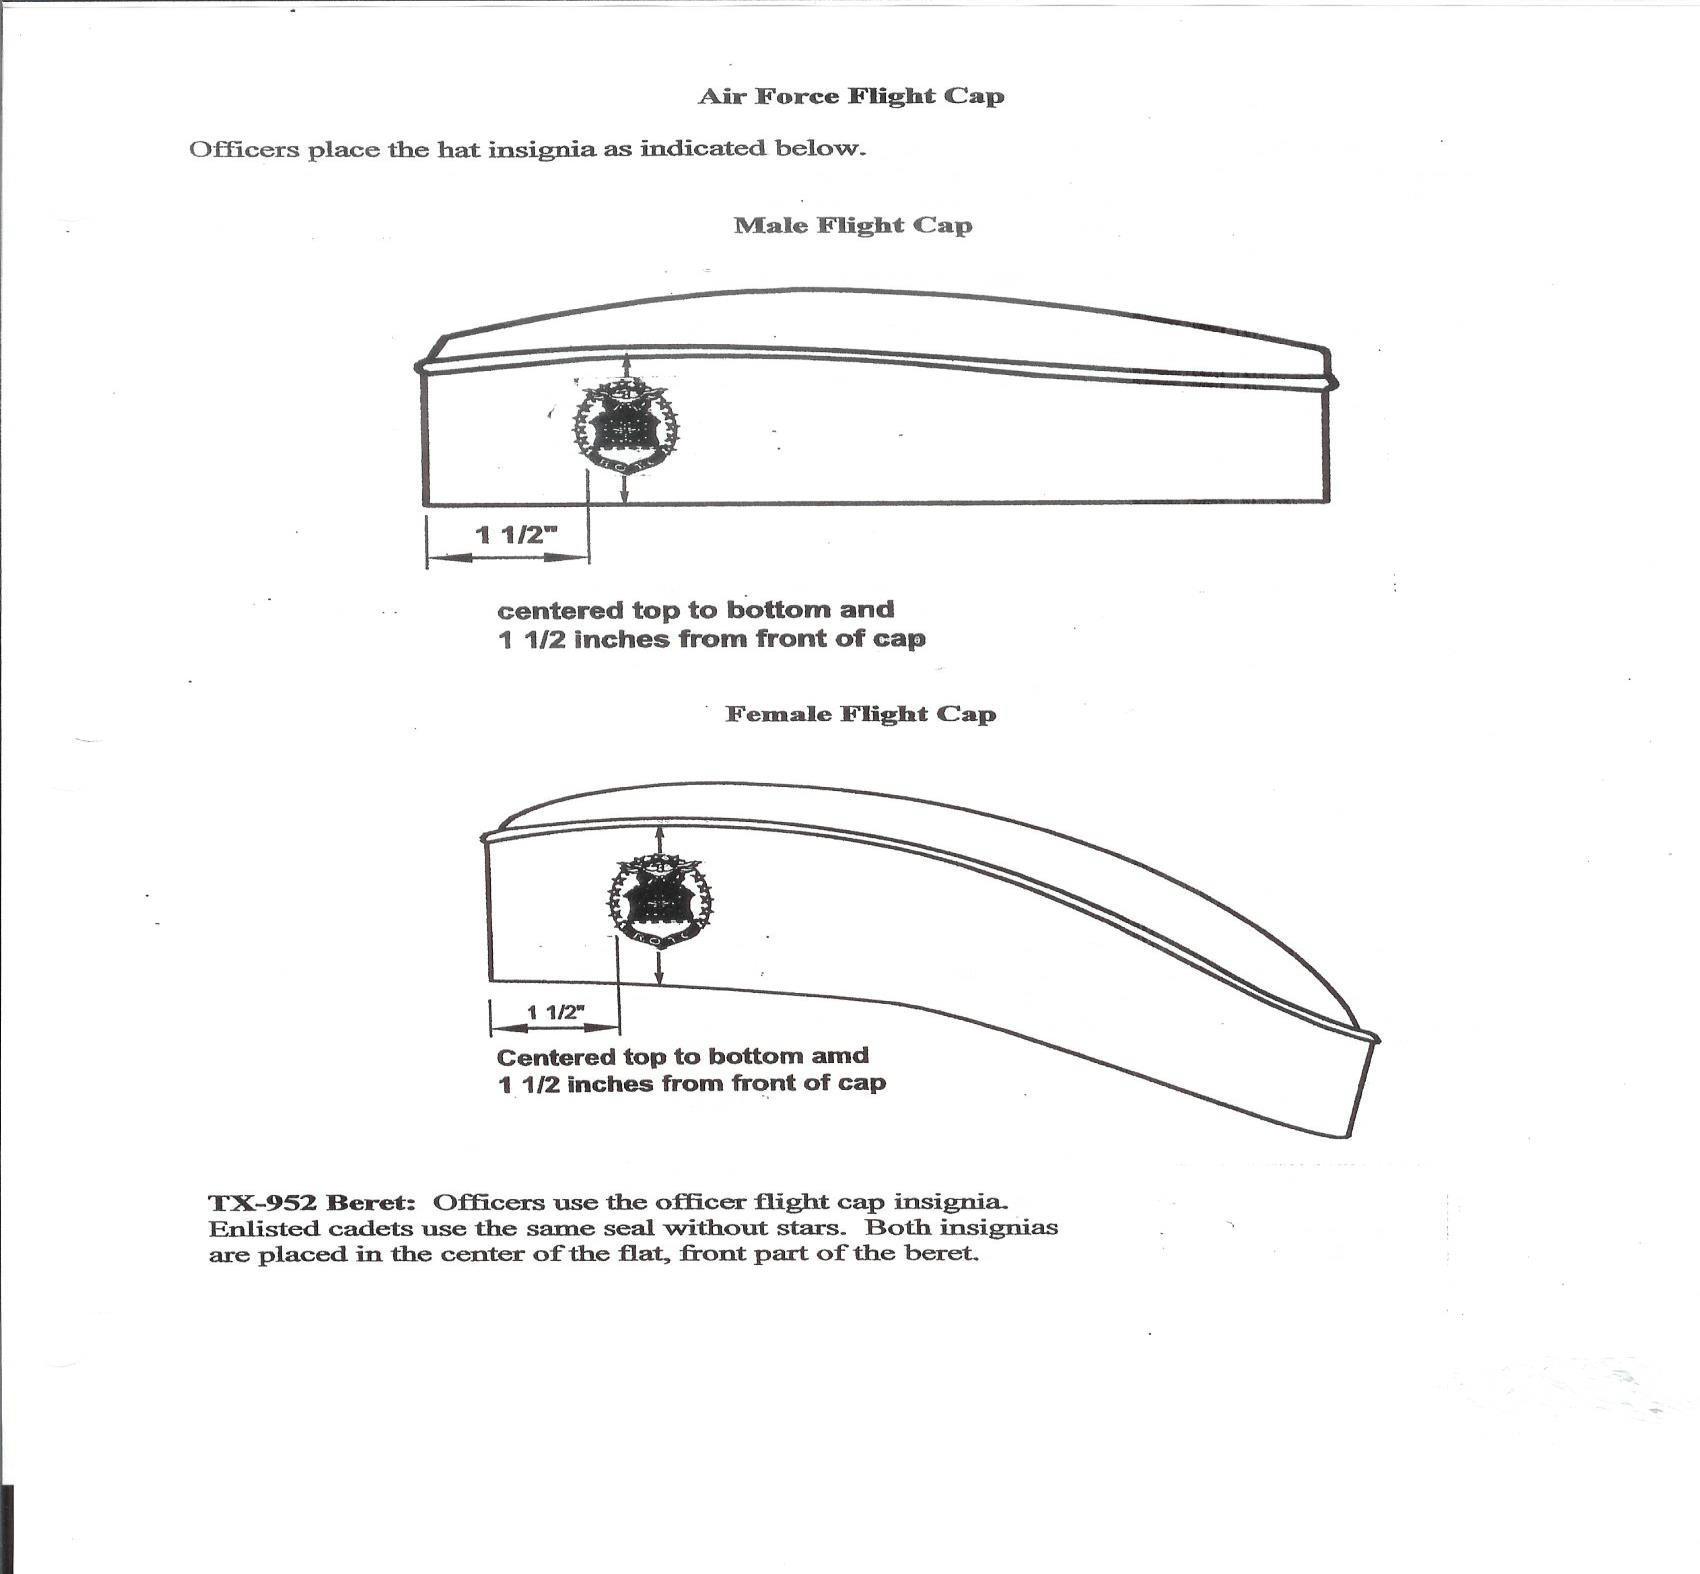 Air Force Flight Cap
Officers place the hat insignia as indicated below.
Male Flight Cap
ROTC
1 1/2"
centered top to bottom and
1 1/2 inches from front of cap
Female Flight Cap
ROTC
1 1/2"
Centered top to bottom amd
1 1/2 inches from front of cap
TX-952 Beret: Officers use the officer flight cap insignia.
Enlisted cadets use the same seal without stars. Both insignias
are placed in the center of the flat, front part of the beret.